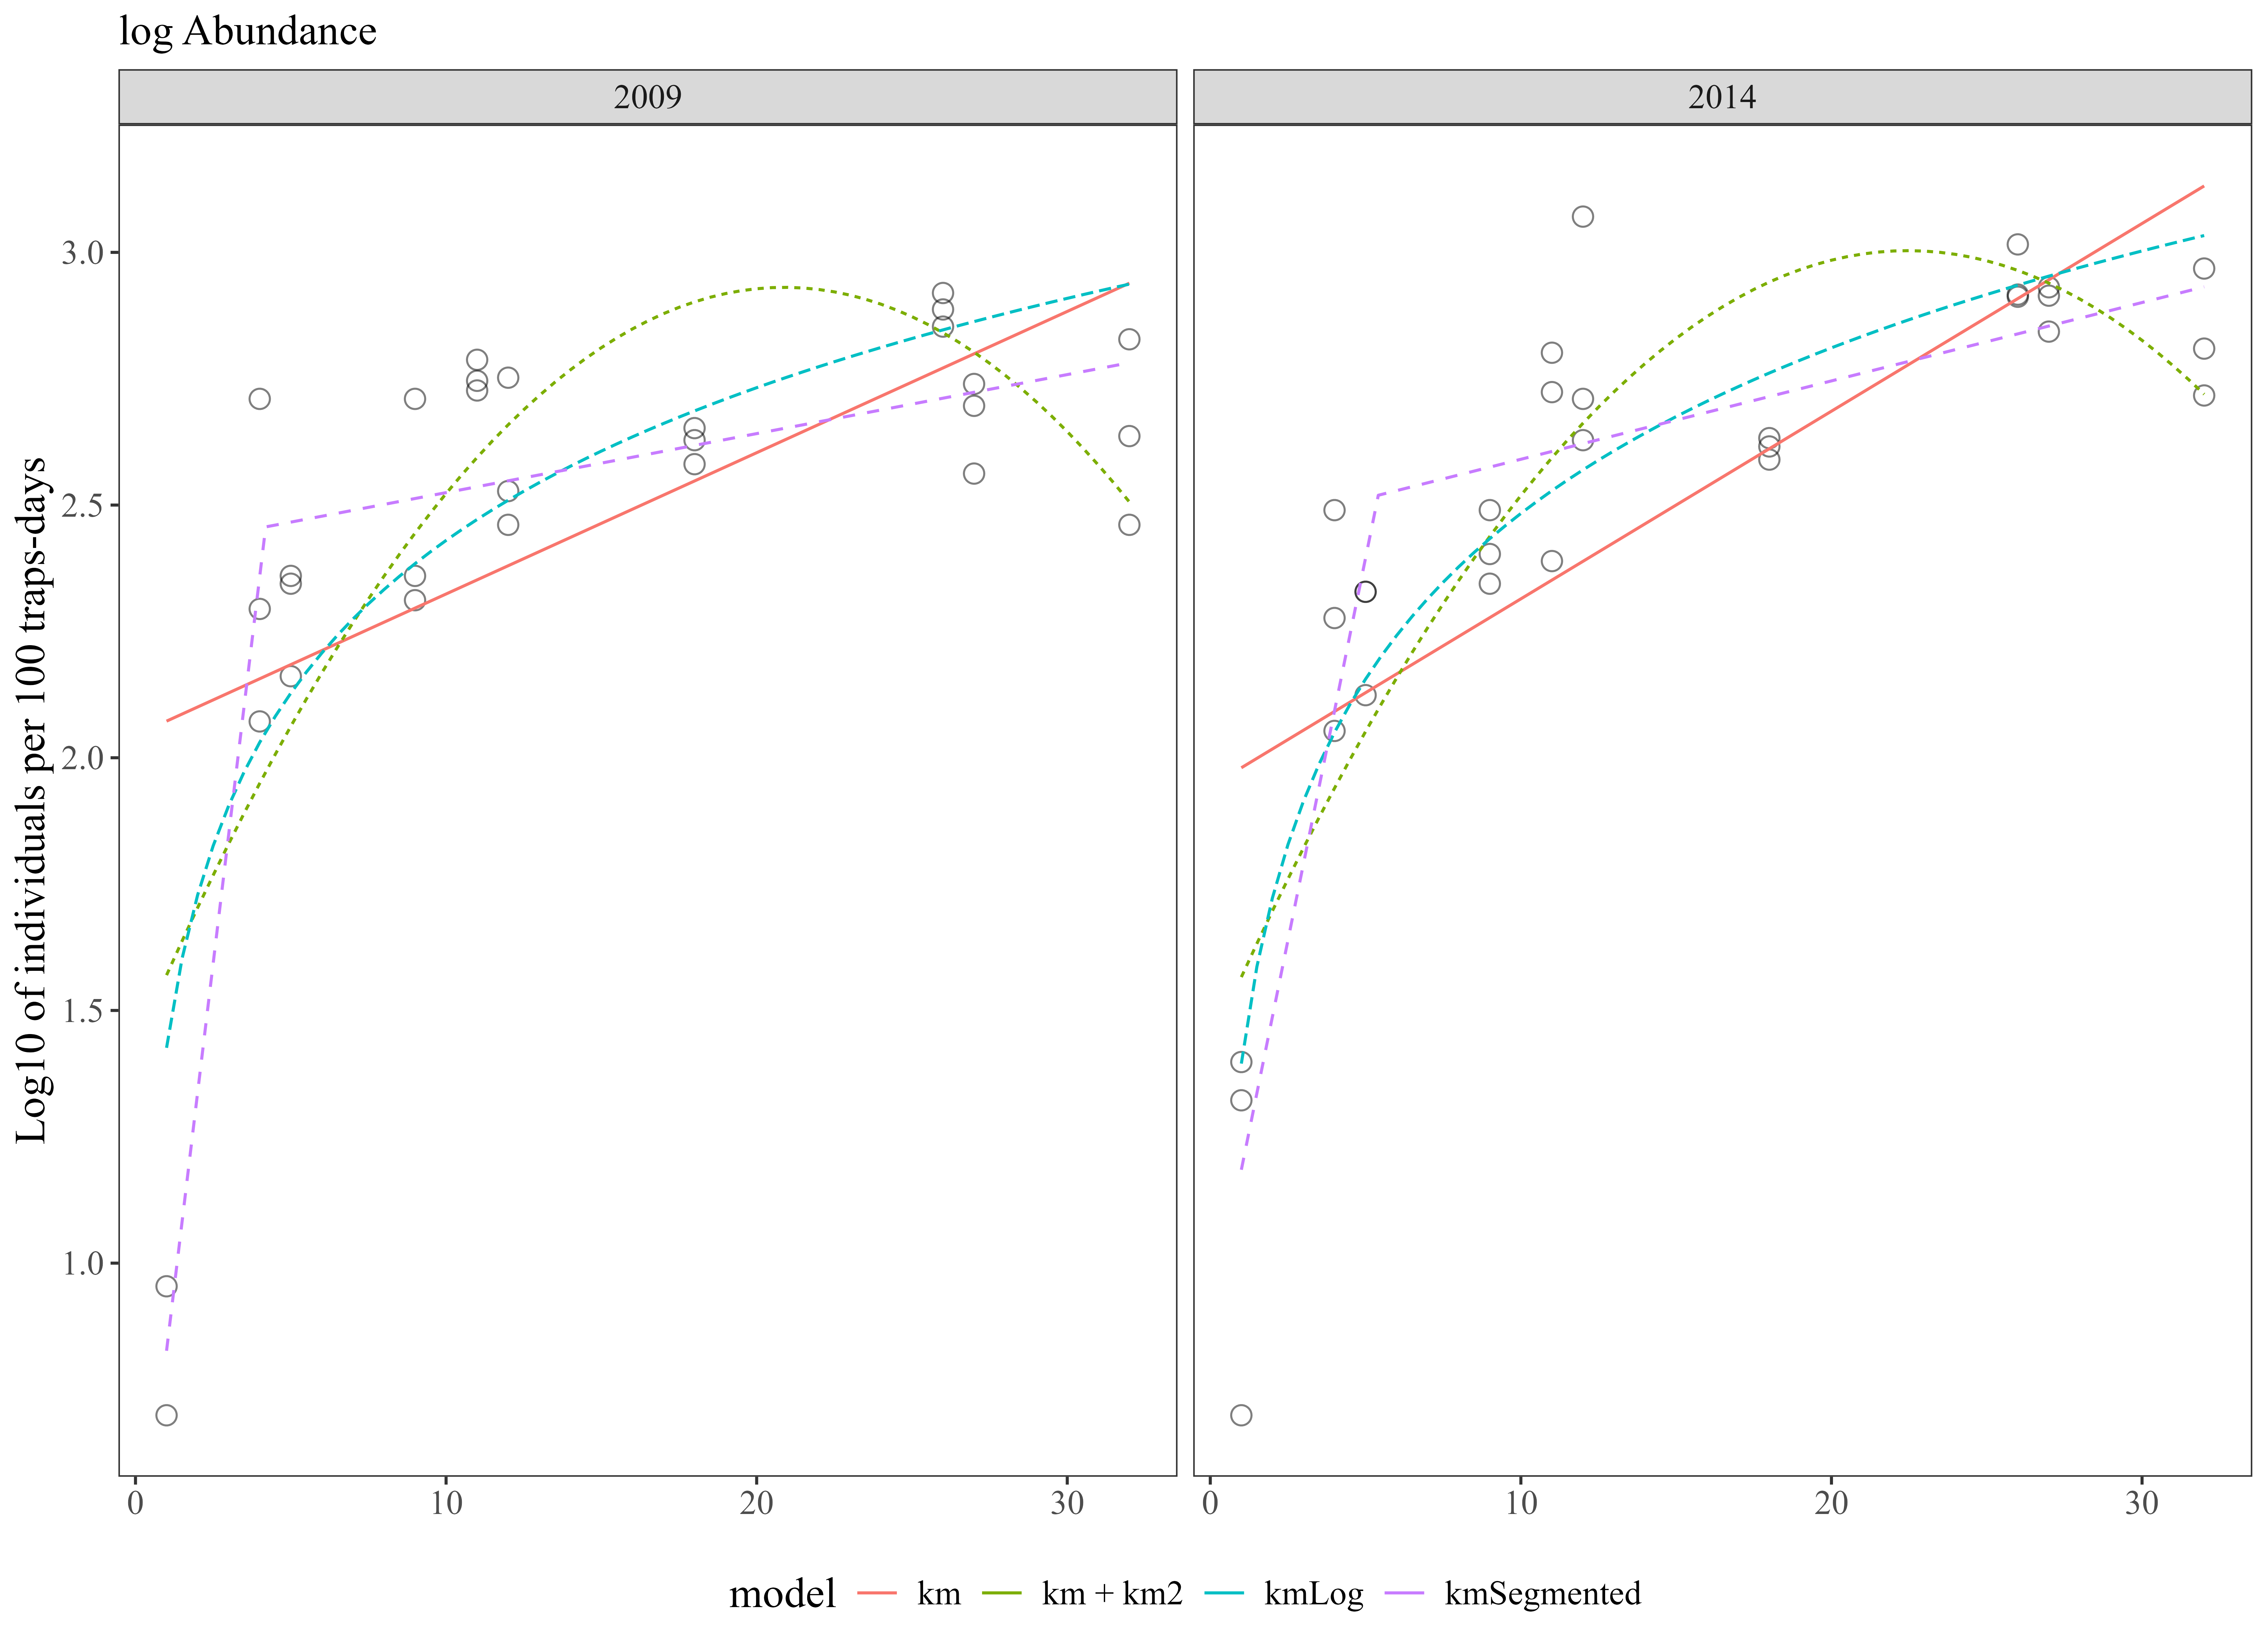 log Abundance
2009 2014
Log10 of individuals per 100 traps-days
3.0
2.5
2.0
1.5
1.0
0 10 20 30 0 10 20 30
model km km + km2 kmLog kmSegmented